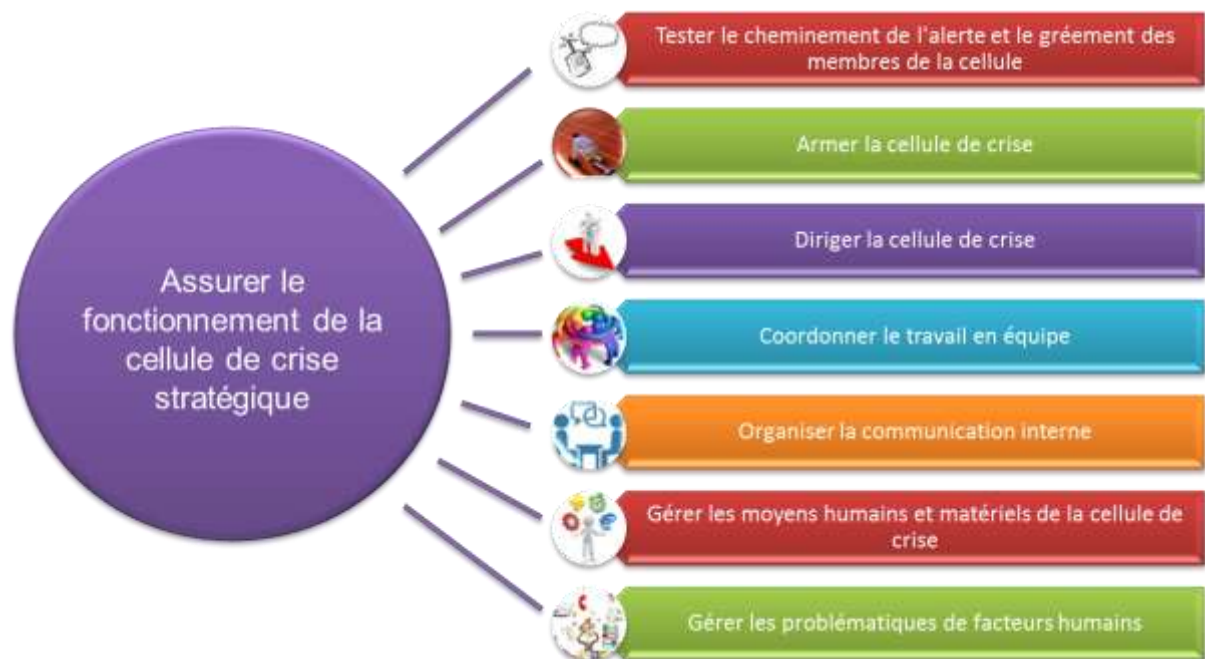 Assurer le
fonctionnement de la
cellule de crise
stratégique
Tester le cheminement de l'alerte et le gréement des
membres de la cellule
Armer la cellule de crise
Diriger la cellule de crise
Coordonner le travail en équipe
Organiser la communication interne
Gérer les moyens humains et matériels de la cellule de
crise
Gérer les problématiques de facteurs humains